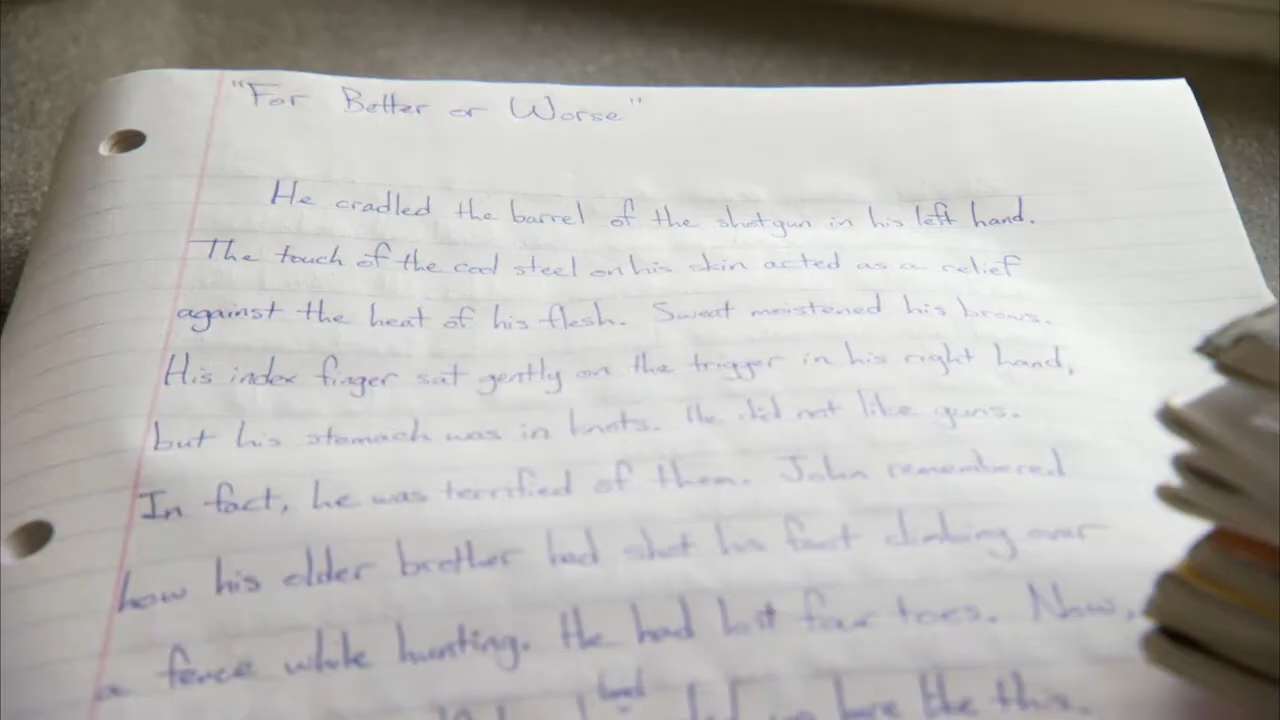 "For Better or Worse"
He cradled the barrel of the shotgun in his left hand.
The touch of the cool steel on his skin acted as a relief
against the heat of his flesh. Sweat moistened his brows.
His index finger sat gently on the trigger in his right hand,
but his stomach was in knots. He did not like guns.
In fact, he was terrified of them. John remembered
how his elder brother had shot his foot climbing over
a fence while hunting. He had lost four toes. Now,
the this.